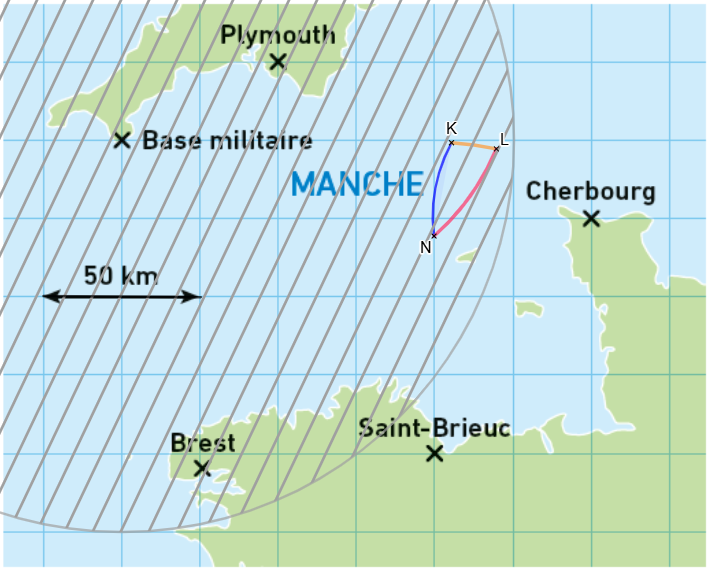 Plymouth
K
L
Base militaire
MANCHE
Cherbourg
N
50 km
Saint-Brieuc
Brest